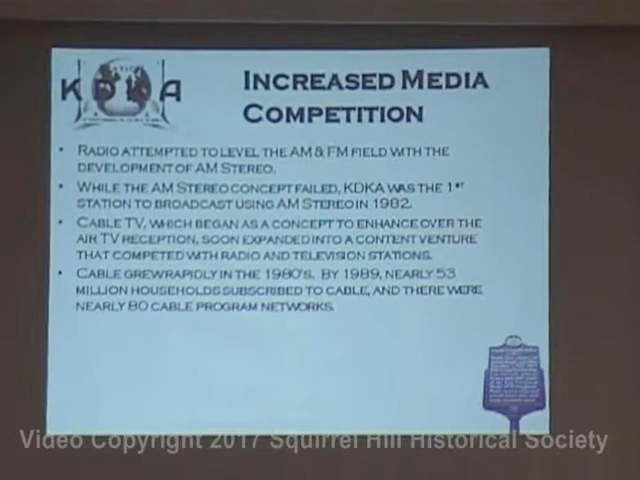 KDKA
INCREASED MEDIA
COMPETITION
• RADIO ATTEMPTED TO LEVEL THE AM & FM FIELD WITH THE
DEVELOPMENT OF AM STEREO.
• WHILE THE AM STEREO CONCEPT FAILED, KDKA WAS THE 1ST
STATION TO BROADCAST USING AM STEREO IN 1982.
• CABLE TV, WHICH BEGAN AS A CONCEPT TO ENHANCE OVER THE
AIR TV RECEPTION, SOON EXPANDED INTO A CONTENT VENTURE
THAT COMPETED WITH RADIO AND TELEVISION STATIONS.
• CABLE GREW RAPIDLY IN THE 1980'S. BY 1989, NEARLY 53
MILLION HOUSEHOLDS SUBSCRIBED TO CABLE, AND THERE WERE
NEARLY 80 CABLE PROGRAM NETWORKS.
Video Copyright 2017 Squirrel Hill Historical Society